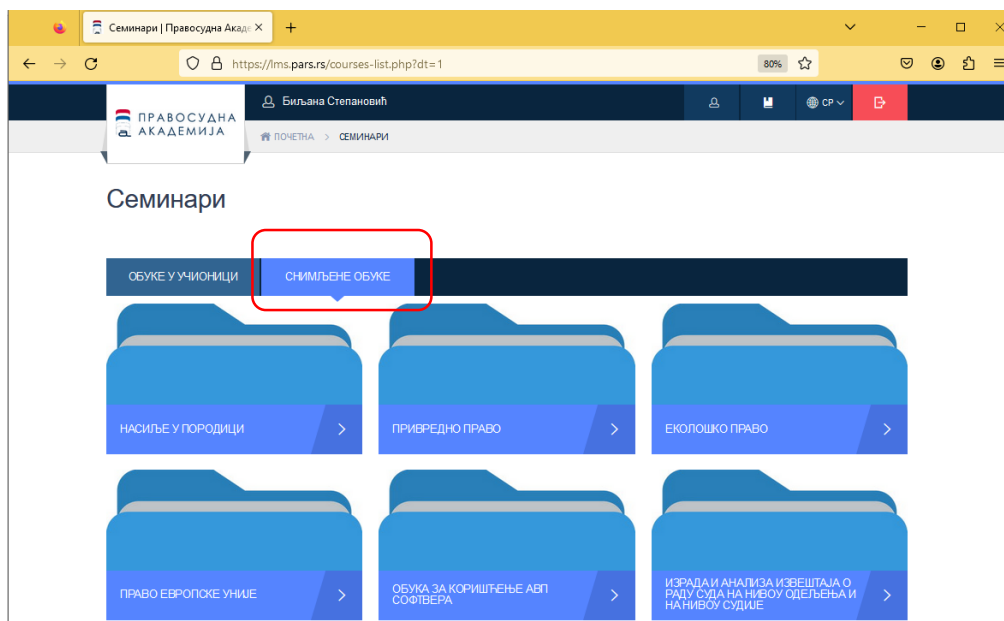 Семинари | Правосудна Акаде
https://lms.pars.rs/courses-list.php?dt=1
80%
ПРАВОСУДНА
АКАДЕМИЈА
Биљана Степановић
СР
ПОЧЕТНА > СЕМИНАРИ
Семинари
ОБУКЕ У УЧИОНИЦИ
СНИМЉЕНЕ ОБУКЕ
НАСИЉЕ У ПОРОДИЦИ
ПРИВРЕДНО ПРАВО
ЕКОЛОШКО ПРАВО
ПРАВО ЕВРОПСКЕ УНИЈЕ
ОБУКА ЗА КОРИШЋЕЊЕ АВП
СОФТВЕРА
ИЗРАДА И АНАЛИЗА ИЗВЕШТАЈА О
РАДУ СУДА НА НИВОУ ОДЕЉЕЊА И
НА НИВОУ СУДИЈЕ